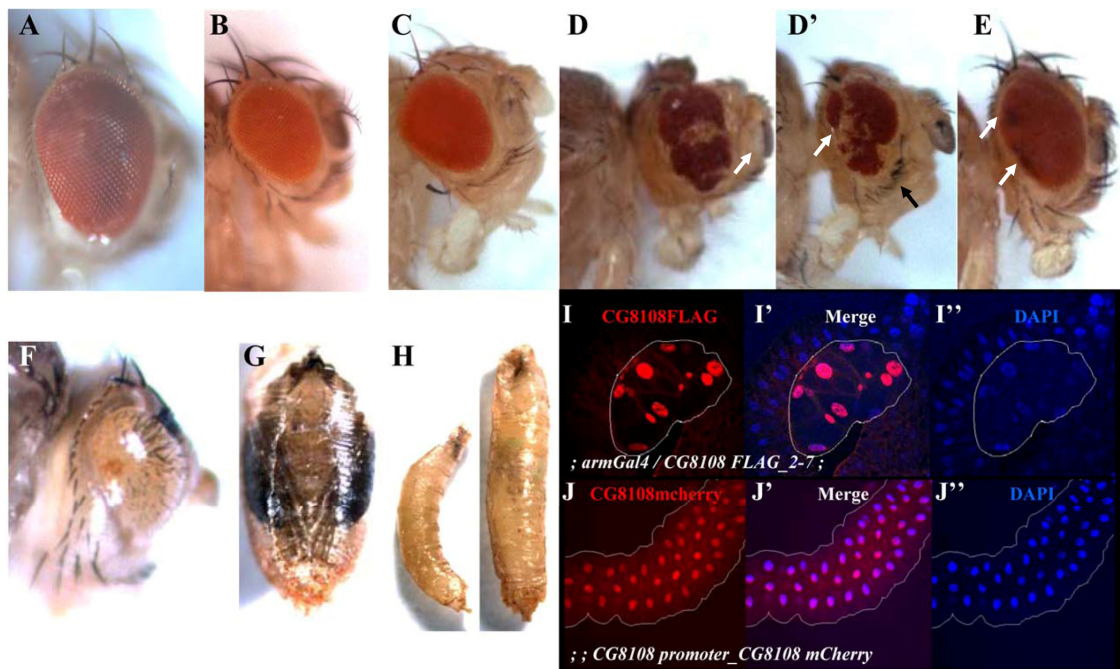 A B C D D’ E
F G H
I CG8108FLAG I’ Merge I’’ DAPI
; armGal4 / CG8108 FLAG_2-7 ;
J CG8108mcherry J’ Merge J’’ DAPI
; ; CG8108 promoter_CG8108 mCherry